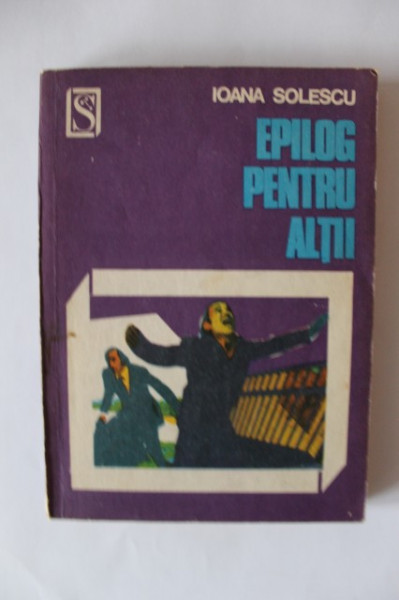 S
IOANA SOLESCU
EPILOG
PENTRU
ALȚII